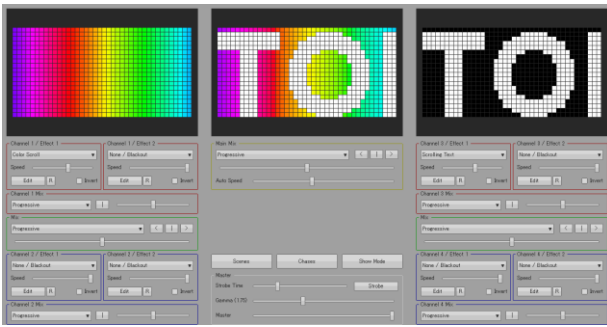 TOI
TOI
Channel 1 / Effect 1
Channel 1 / Effect 2
Color Scroll
None / Blackout
Speed
Speed
Edit
R
Invert
Edit
R
Invert
Channel 1 Mix
Progressive
Mix
Progressive
<
|
>
Channel 2 / Effect 1
Channel 2 / Effect 2
None / Blackout
None / Blackout
Speed
Speed
Edit
R
Invert
Edit
R
Invert
Channel 2 Mix
Progressive
Main Mix
Progressive
<
|
>
Auto Speed
Scenes
Chases
Show Mode
Master
Strobe Time
Strobe
Gamma (1.75)
Master
Channel 3 / Effect 1
Channel 3 / Effect 2
Scrolling Text
None / Blackout
Speed
Speed
Edit
R
Invert
Edit
R
Invert
Channel 3 Mix
Progressive
Mix
Progressive
<
|
>
Channel 4 / Effect 1
Channel 4 / Effect 2
None / Blackout
None / Blackout
Speed
Speed
Edit
R
Invert
Edit
R
Invert
Channel 4 Mix
Progressive